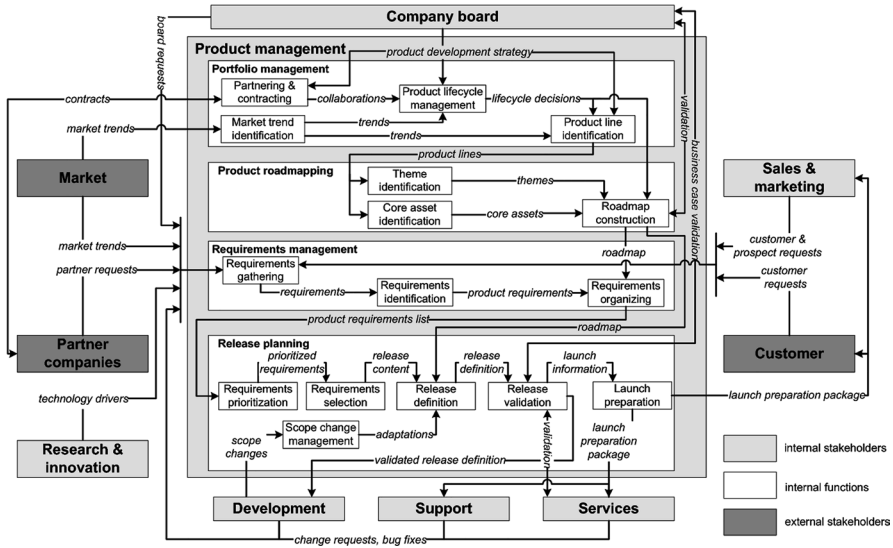 Company board
board requests
Product management
product development strategy
Portfolio management
Partnering &
contracting
collaborations
Product lifecycle
management
lifecycle decisions
contracts
market trends
Market trend
identification
trends
trends
Product line
identification
validation
business case validation
product lines
Market
Product roadmapping
Theme
identification
themes
Core asset
identification
core assets
Roadmap
construction
Sales &
marketing
market trends
partner requests
Requirements management
roadmap
Requirements
gathering
requirements
Requirements
identification
product requirements
Requirements
organizing
customer &
prospect requests
customer
requests
product requirements list
roadmap
Partner
companies
Customer
Release planning
prioritized
requirements
release
content
release
definition
launch
information
Requirements
prioritization
Requirements
selection
Release
definition
Release
validation
Launch
preparation
launch preparation package
technology drivers
Scope change
management
adaptations
launch
preparation
package
scope
changes
validation
validated release definition
Research &
innovation
internal stakeholders
internal functions
external stakeholders
Development
Support
Services
change requests, bug fixes